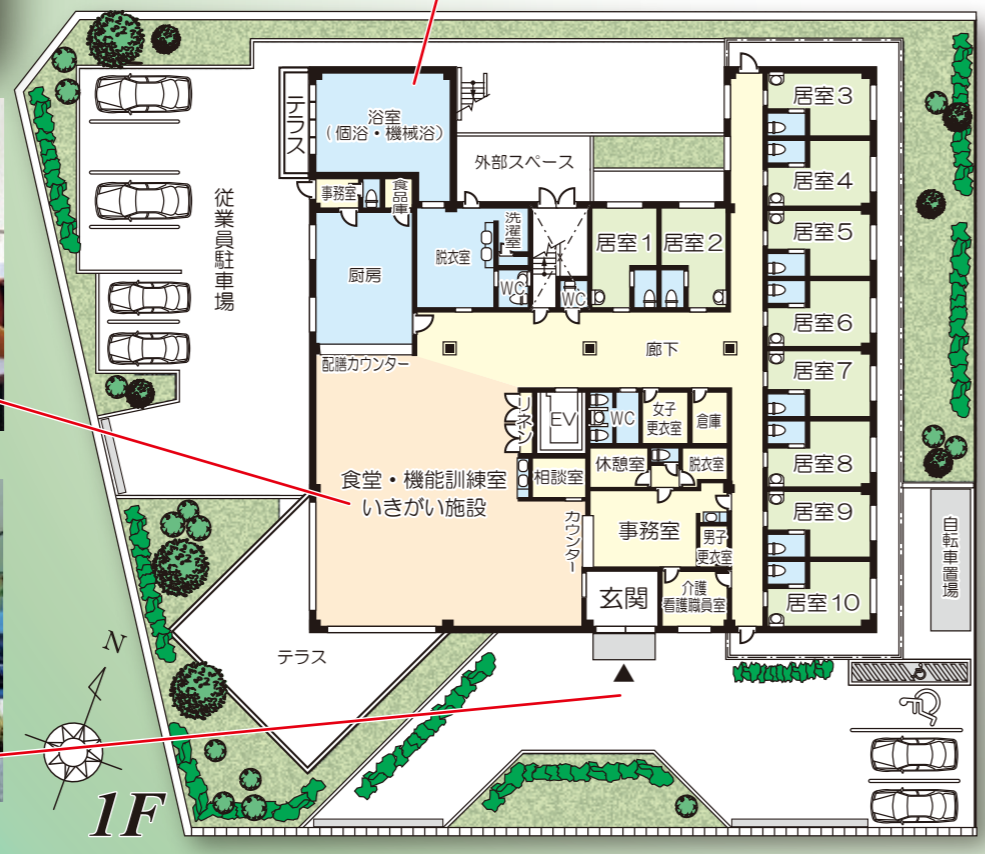 テラス
浴室
(個浴・機械浴)
外部スペース
居室3
居室4
居室5
居室6
居室7
居室8
居室9
居室10
従業員駐車場
事務室
食品庫
厨房
脱衣室
洗濯室
WC
WC
居室1
居室2
配膳カウンター
廊下
リネン
EV
WC
女子
更衣室
倉庫
食堂・機能訓練室
いきがい施設
相談室
休憩室
脱衣室
カウンター
事務室
男子
更衣室
玄関
介護
看護職員室
自転車置場
テラス
N
1F